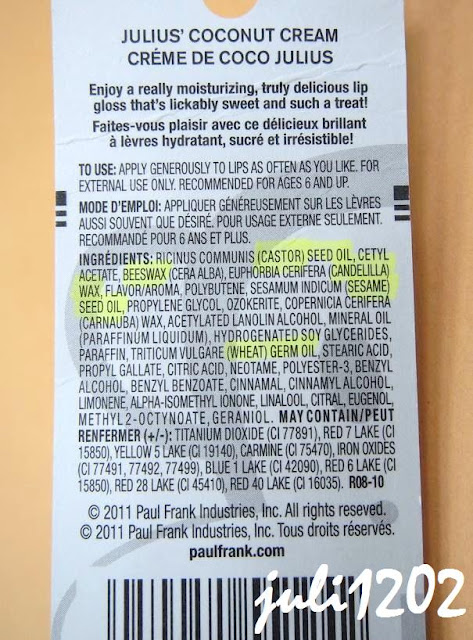 JULIUS' COCONUT CREAM
CRÉME DE COCO JULIUS
Enjoy a really moisturizing, truly delicious lip
gloss that's lickably sweet and such a treat!
Faites-vous plaisir avec ce délicieux brillant
à lèvres hydratant, sucré et irrésistible!
TO USE: APPLY GENEROUSLY TO LIPS AS OFTEN AS YOU LIKE. FOR
EXTERNAL USE ONLY. RECOMMENDED FOR AGES 6 AND UP.
MODE D'EMPLOI: APPLIQUER GÉNÉREUSEMENT SUR LES LÈVRES
AUSSI SOUVENT QUE DÉSIRÉ. POUR USAGE EXTERNE SEULEMENT.
RECOMMANDÉ POUR 6 ANS ET PLUS.
INGRÉDIENTS: RICINUS COMMUNIS (CASTOR) SEED OIL, CETYL
ACETATE, BEESWAX (CERA ALBA), EUPHORBIA CERIFERA (CANDELILLA)
WAX, FLAVOR/AROMA, POLYBUTENE, SESAMUM INDICUM (SESAME)
SEED OIL, PROPYLENE GLYCOL, OZOKERITE, COPERNICIA CERIFERA
(CARNAUBA) WAX, ACETYLATED LANOLIN ALCOHOL, MINERAL OIL
(PARAFFINUM LIQUIDUM), HYDROGENATED SOY GLYCERIDES,
PARAFFIN, TRITICUM VULGARE (WHEAT) GERM OIL, STEARIC ACID,
PROPYL GALLATE, CITRIC ACID, NEOTAME, POLYESTER-3, BENZYL
ALCOHOL, BENZYL BENZOATE, CINNAMAL, CINNAMYL ALCOHOL,
LIMONENE, ALPHA-ISOMETHYL IONONE, LINALOOL, CITRAL, EUGENOL,
METHYL 2-OCTYNOATE, GERANIOL. MAY CONTAIN/PEUT
RENFERMER (+/-): TITANIUM DIOXIDE (CI 77891), RED 7 LAKE (CI
15850), YELLOW 5 LAKE (CI 19140), CARMINE (CI 75470), IRON OXIDES
(CI 77491, 77492, 77499), BLUE 1 LAKE (CI 42090), RED 6 LAKE (CI
15850), RED 28 LAKE (CI 45410), RED 40 LAKE (CI 16035). R08-10
© 2011 Paul Frank Industries, Inc. All rights reseved.
© 2011 Paul Frank Industries, Inc. Tous droits résérvés.
paulfrank.com
juli1202